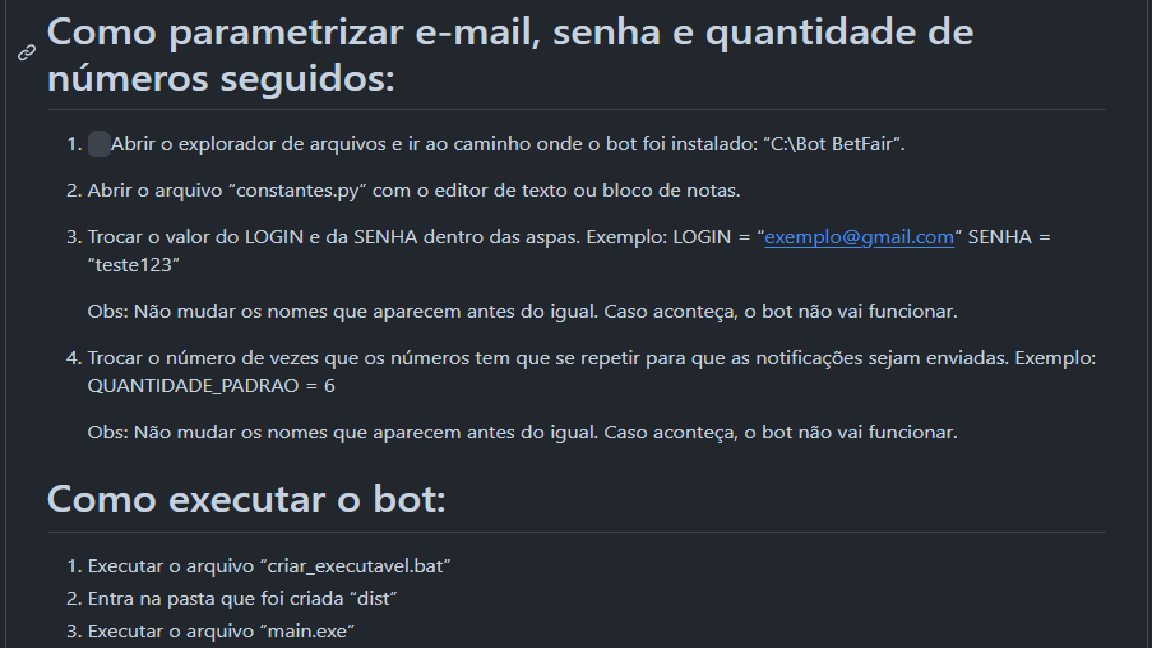 Como parametrizar e-mail, senha e quantidade de
números seguidos:
1. Abrir o explorador de arquivos e ir ao caminho onde o bot foi instalado: “C:\Bot BetFair”.
2. Abrir o arquivo “constantes.py” com o editor de texto ou bloco de notas.
3. Trocar o valor do LOGIN e da SENHA dentro das aspas. Exemplo: LOGIN = “exemplo@gmail.com” SENHA =
“teste123”
Obs: Não mudar os nomes que aparecem antes do igual. Caso aconteça, o bot não vai funcionar.
4. Trocar o número de vezes que os números tem que se repetir para que as notificações sejam enviadas. Exemplo:
QUANTIDADE_PADRAO = 6
Obs: Não mudar os nomes que aparecem antes do igual. Caso aconteça, o bot não vai funcionar.
Como executar o bot:
1. Executar o arquivo “criar_executavel.bat”
2. Entra na pasta que foi criada “dist”
3. Executar o arquivo “main.exe”